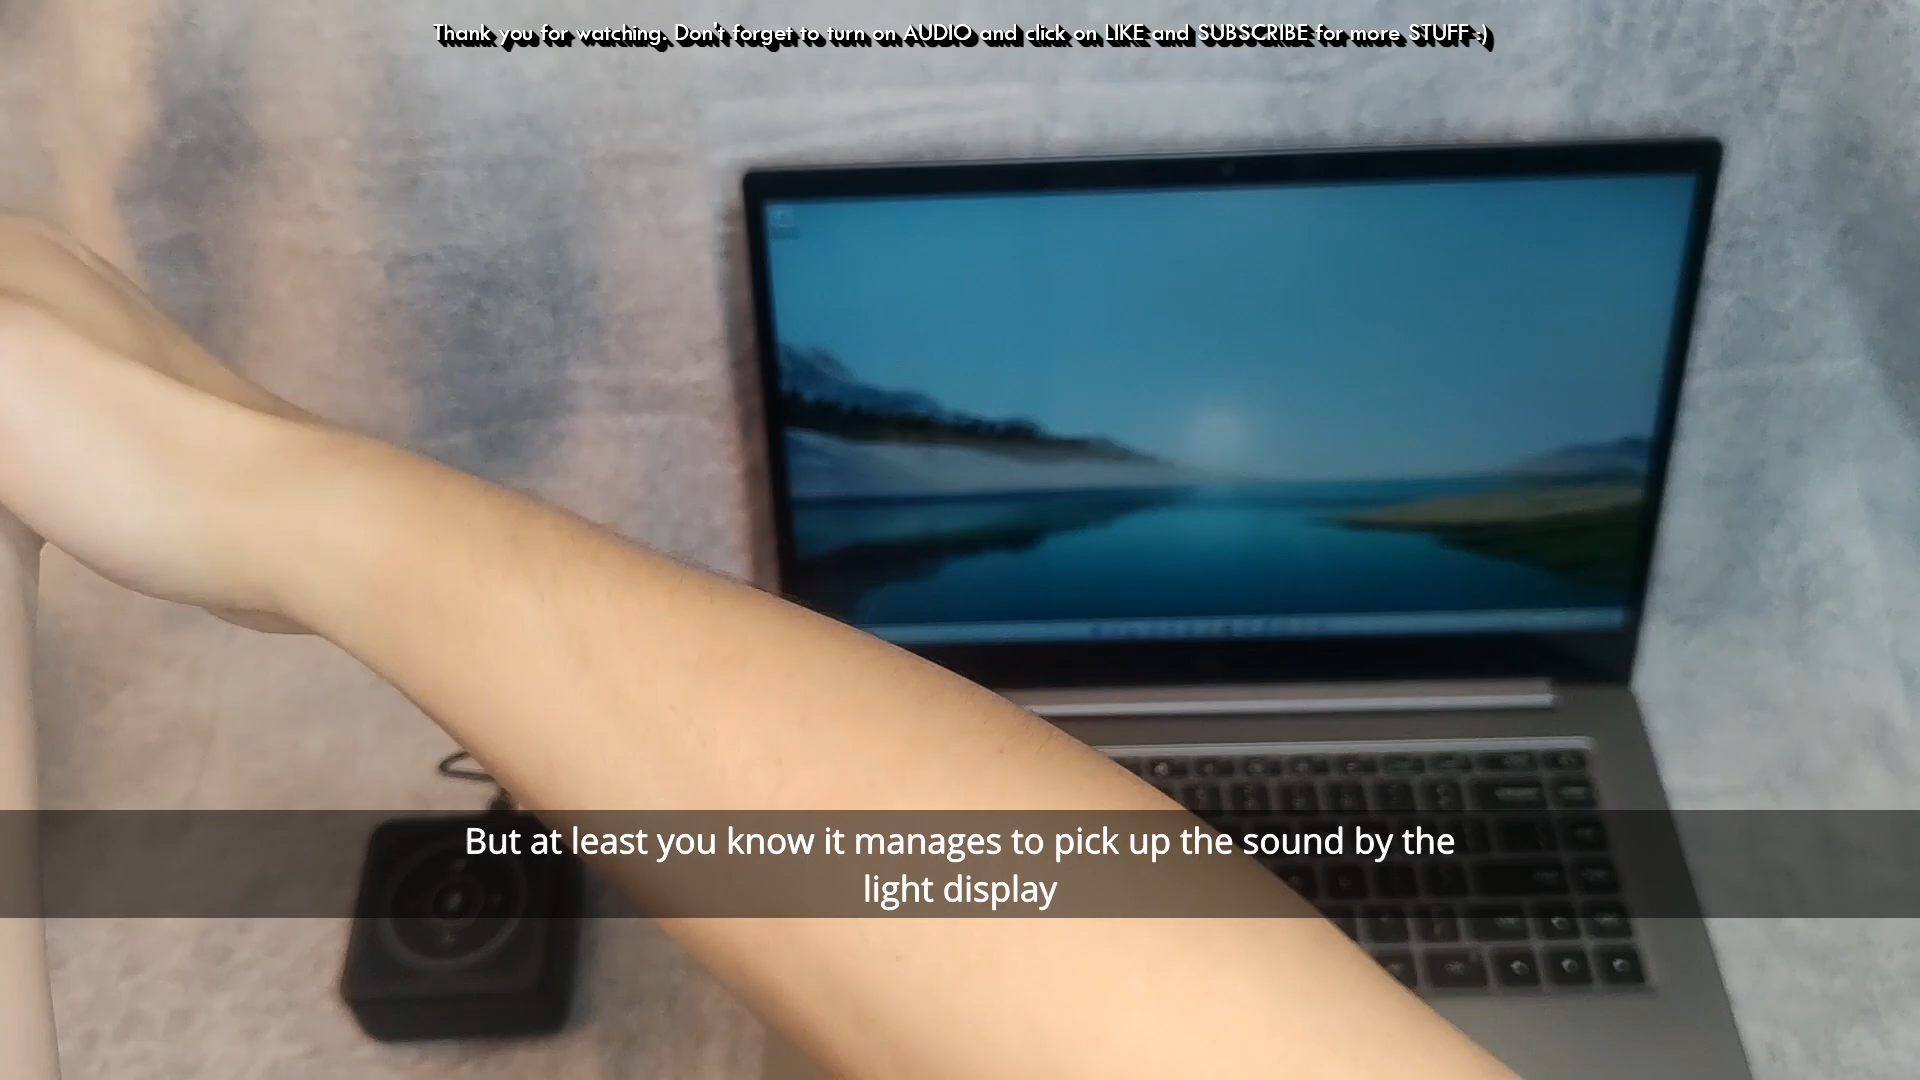 Thank you for watching. Don't forget to turn on AUDIO and click on LIKE and SUBSCRIBE for more STUFF :)
But at least you know it manages to pick up the sound by the
light display